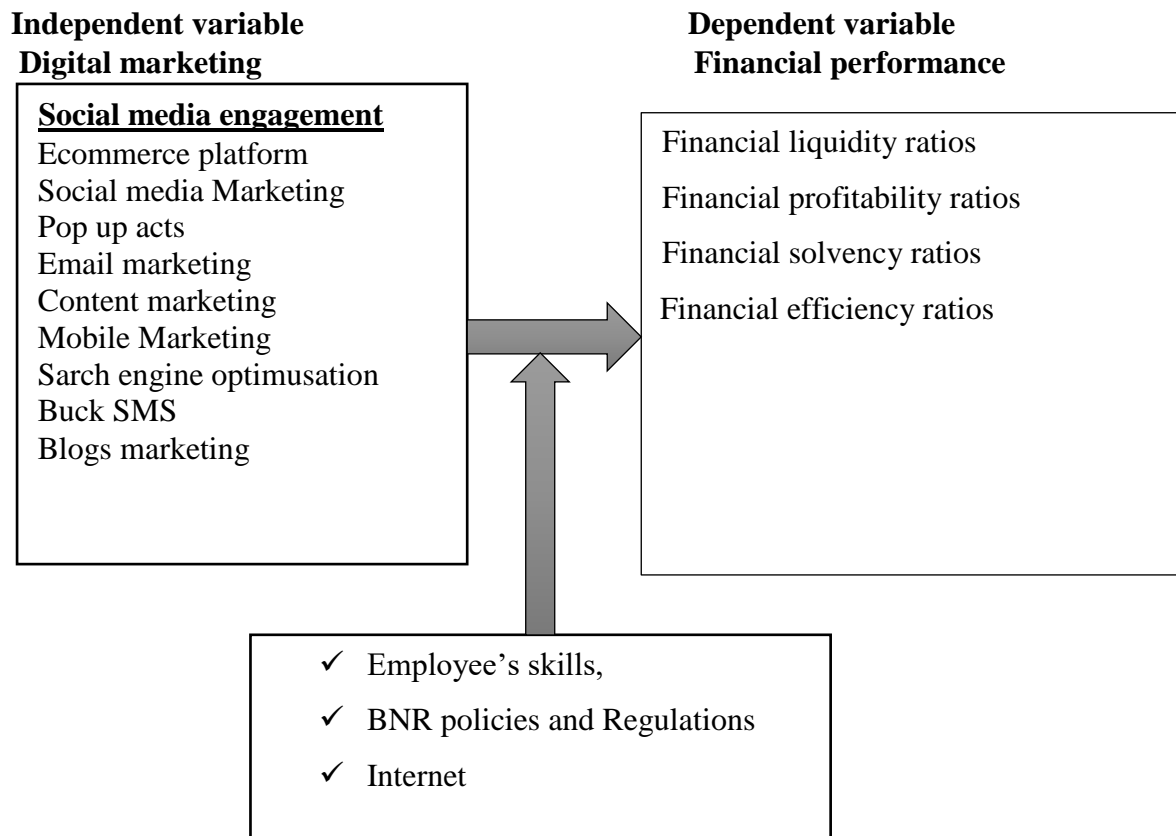 Independent variable
Digital marketing
Dependent variable
Financial performance
Social media engagement
Ecommerce platform
Social media Marketing
Pop up acts
Email marketing
Content marketing
Mobile Marketing
Sarch engine optimusation
Buck SMS
Blogs marketing
Financial liquidity ratios
Financial profitability ratios
Financial solvency ratios
Financial efficiency ratios
✓ Employee’s skills,
✓ BNR policies and Regulations
✓ Internet